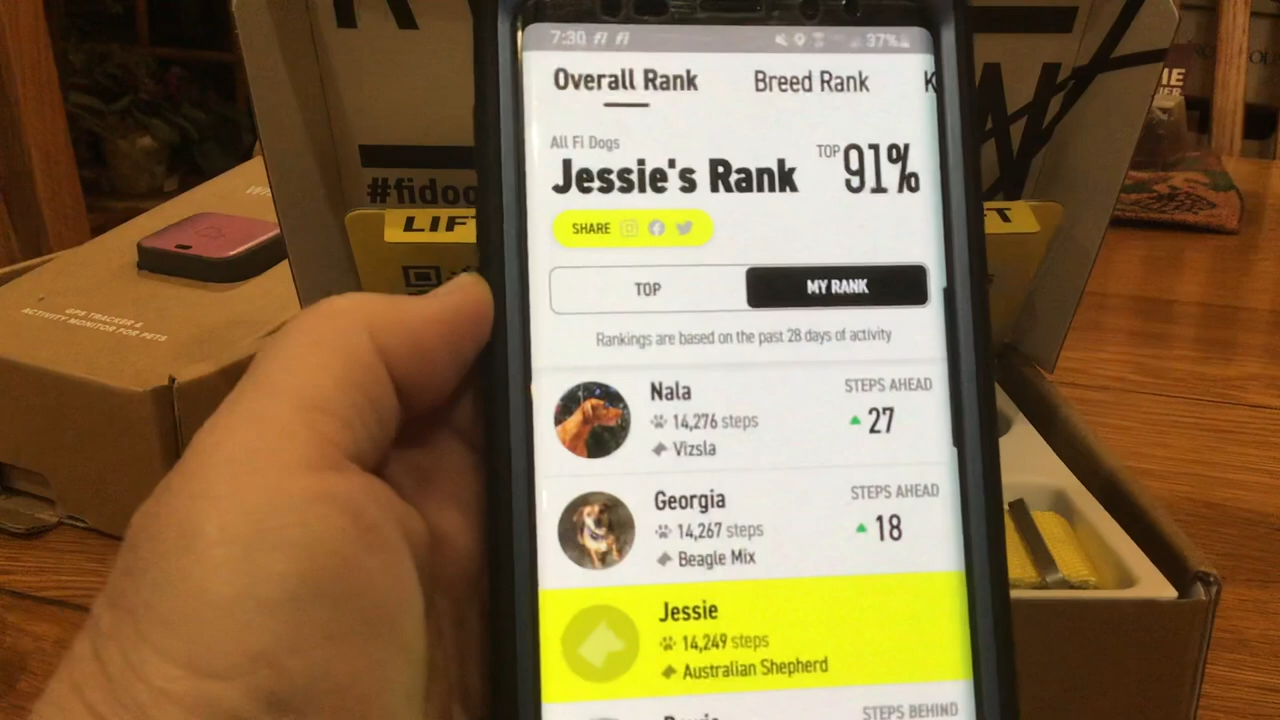 7:30
37%
Overall Rank
Breed Rank
K
All Fi Dogs
Jessie's Rank
TOP 91%
SHARE
TOP
MY RANK
Rankings are based on the past 28 days of activity
Nala
14,276 steps
Vizsla
STEPS AHEAD
27
Georgia
14,267 steps
Beagle Mix
STEPS AHEAD
18
Jessie
14,249 steps
Australian Shepherd
STEPS BEHIND
#fidog
LIFT
GPS TRACKER &
ACTIVITY MONITOR FOR PETS